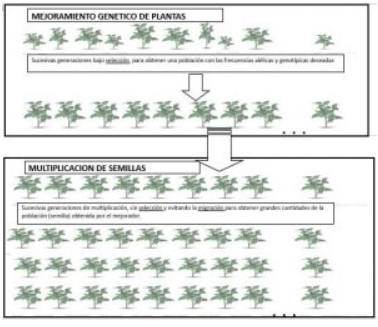 MEJORAMIENTO GENETICO DE PLANTAS
Sucesivas generaciones bajo selección, para obtener una población con las frecuencias alélicas y genotípicas deseadas
. . .
MULTIPLICACION DE SEMILLAS
Sucesivas generaciones de multiplicación, sin selección y evitando la migración para obtener grandes cantidades de la
población (semilla) obtenida por el mejorador.
. . .